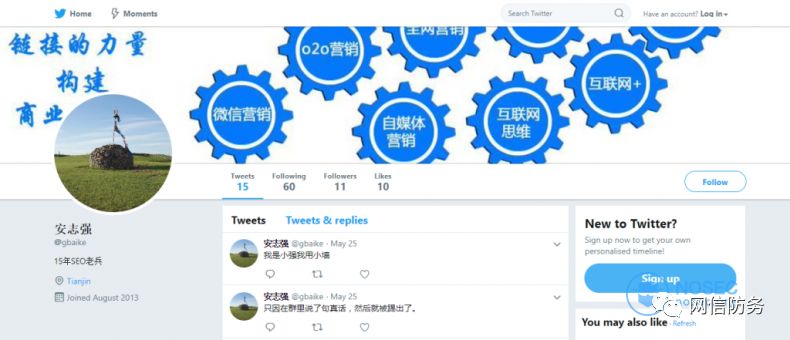 Home
Moments
Search Twitter
Have an account? Log in
链接的力量
构建
商业
o2o营销
全网营销
微信营销
自媒体营销
互联网思维
互联网+
Tweets
15
Following
60
Followers
11
Likes
10
Follow
安志强
@gbaike
15年SEO老兵
Tianjin
Joined August 2013
Tweets
Tweets & replies
安志强 @gbaike · May 25
我是小强我用小墙
安志强 @gbaike · May 25
只因在群里说了句真话，然后就被踢出了。
New to Twitter?
Sign up now to get your own
personalised timeline!
Sign up
NOSEC
网信防务
You may also like · Refresh